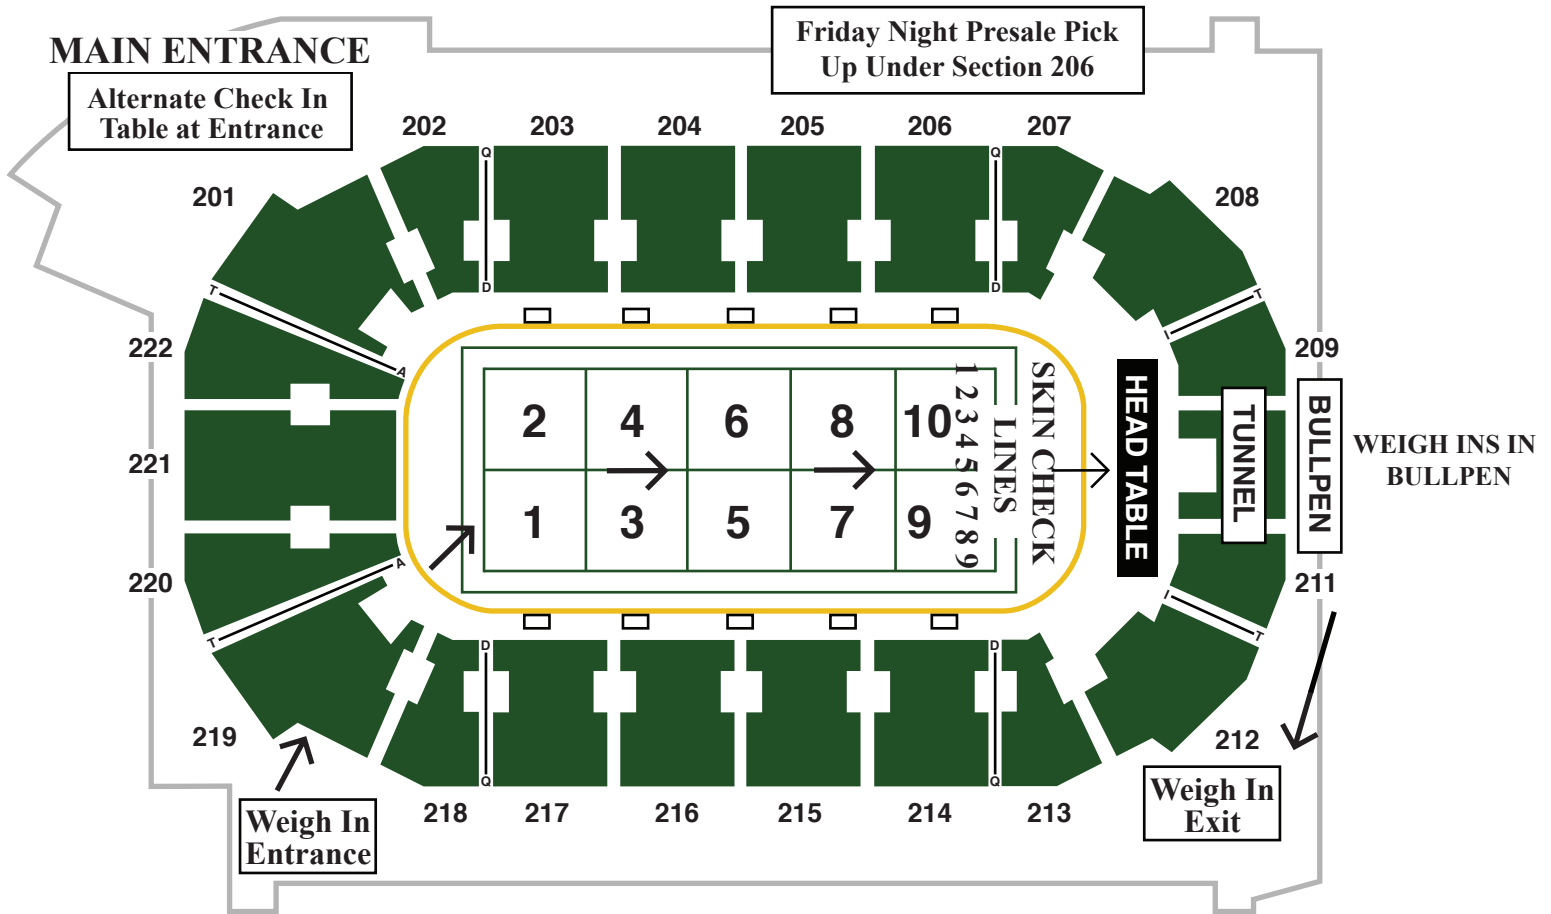 MAIN ENTRANCE
Alternate Check In
Table at Entrance
Friday Night Presale Pick
Up Under Section 206
202
203
204
205
206
207
201
208
Q
Q
D
D
T
T
I
A
222
209
221
220
211
2
4
6
8
10
1
3
5
7
9
1 2 3 4 5 6 7 8 9
SKIN CHECK
LINES
HEAD TABLE
TUNNEL
BULLPEN
WEIGH INS IN
BULLPEN
A
T
I
T
D
D
Q
Q
219
212
218
217
216
215
214
213
Weigh In
Entrance
Weigh In
Exit